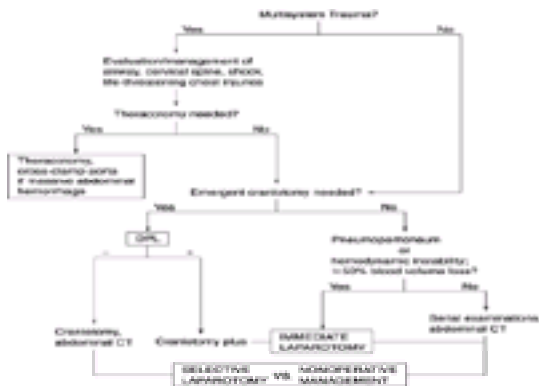 Multisystem Trauma?
Yes
No
Evaluation/management of
airway, cervical spine, shock,
life-threatening chest injuries
Thoracotomy needed?
Yes
No
Thoracotomy,
cross-clamp aorta
if massive abdominal
hemorrhage
Emergent craniotomy needed?
Yes
No
DPL
Pneumoperitoneum
or
hemodynamic instability;
blood volume loss?
–
+
Yes
No
Craniotomy,
abdominal CT
Craniotomy plus
IMMEDIATE
LAPAROTOMY
Serial examinations
abdominal CT
SELECTIVE
LAPAROTOMY
VS.
NONOPERATIVE
MANAGEMENT